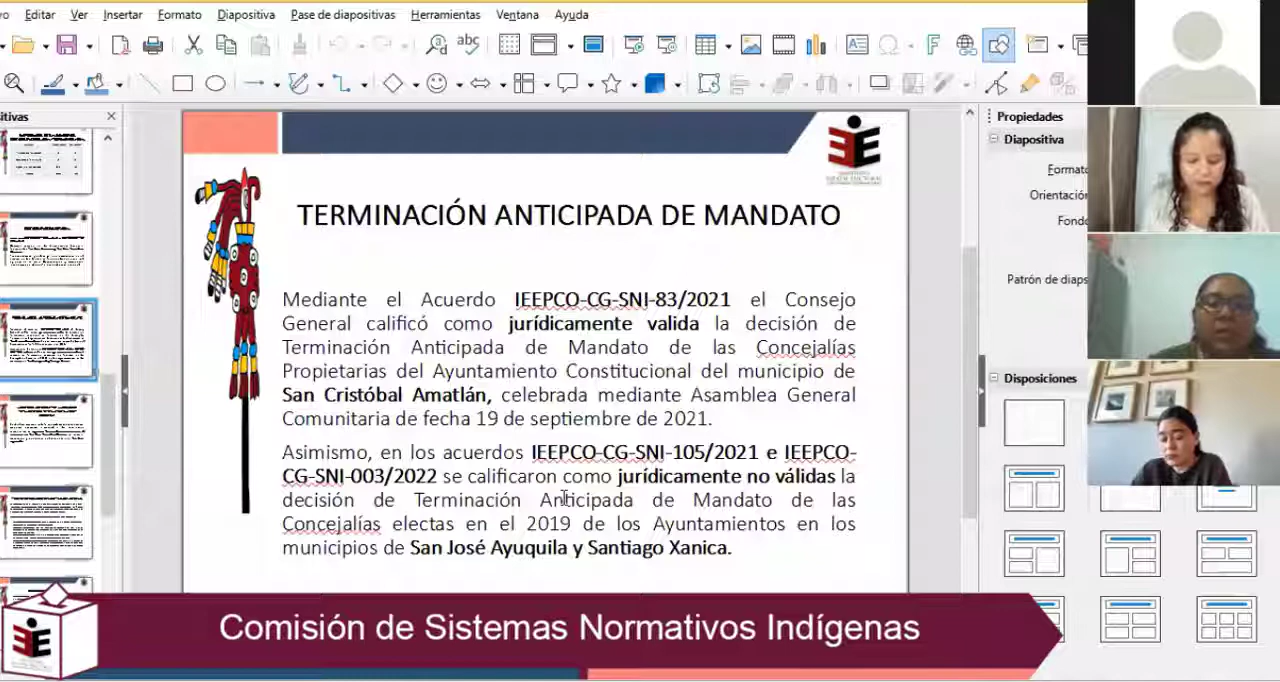 Editar Ver Insertar Formato Diapositiva Pase de diapositivas Herramientas Ventana Ayuda
itivas
Propiedades
Diapositiva
Formato
Orientación
Fondo
Patrón de diaps
Disposiciones
TERMINACIÓN ANTICIPADA DE MANDATO
Mediante el Acuerdo IEEPCO-CG-SNI-83/2021 el Consejo
General calificó como jurídicamente valida la decisión de
Terminación Anticipada de Mandato de las Concejalías
Propietarias del Ayuntamiento Constitucional del municipio de
San Cristóbal Amatlán, celebrada mediante Asamblea General
Comunitaria de fecha 19 de septiembre de 2021.
Asimismo, en los acuerdos IEEPCO-CG-SNI-105/2021 e IEEPCO-
CG-SNI-003/2022 se calificaron como jurídicamente no válidas la
decisión de Terminación Anticipada de Mandato de las
Concejalías electas en el 2019 de los Ayuntamientos en los
municipios de San José Ayuquila y Santiago Xanica.
Comisión de Sistemas Normativos Indígenas